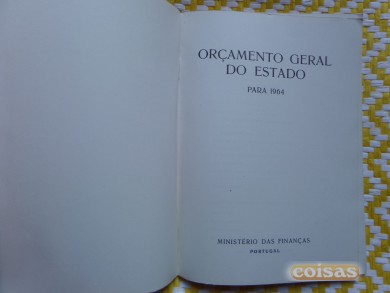 ORÇAMENTO GERAL
DO ESTADO
PARA 1964
MINISTÉRIO DAS FINANÇAS
PORTUGAL
coisas